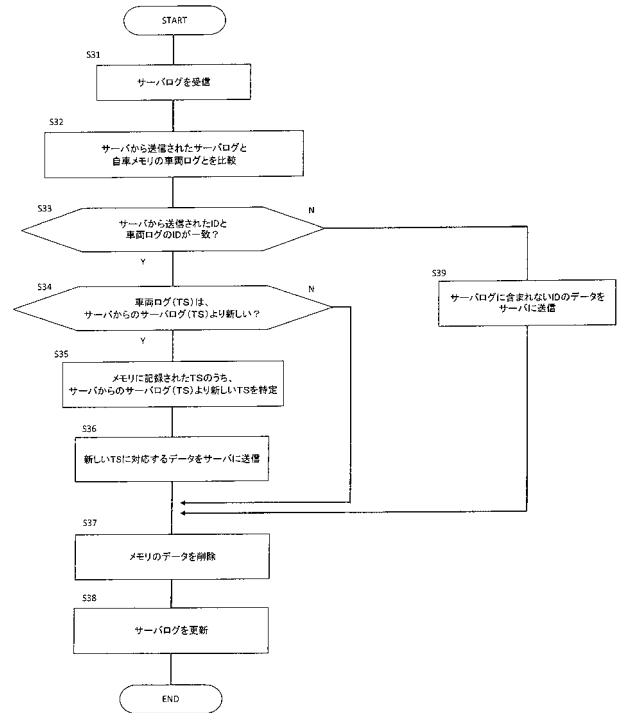 START
S31
サーバログを受信
S32
サーバから送信されたサーバログと
自車メモリの車両ログとを比較
S33
サーバから送信されたIDと
車両ログのIDが一致?
N
Y
S34
車両ログ(TS)は、
サーバからのサーバログ(TS)より新しい?
N
Y
S39
サーバログに含まれないIDのデータを
サーバに送信
S35
メモリに記録されたTSのうち、
サーバからのサーバログ(TS)より新しいTSを特定
S36
新しいTSに対応するデータをサーバに送信
S37
メモリのデータを削除
S38
サーバログを更新
END